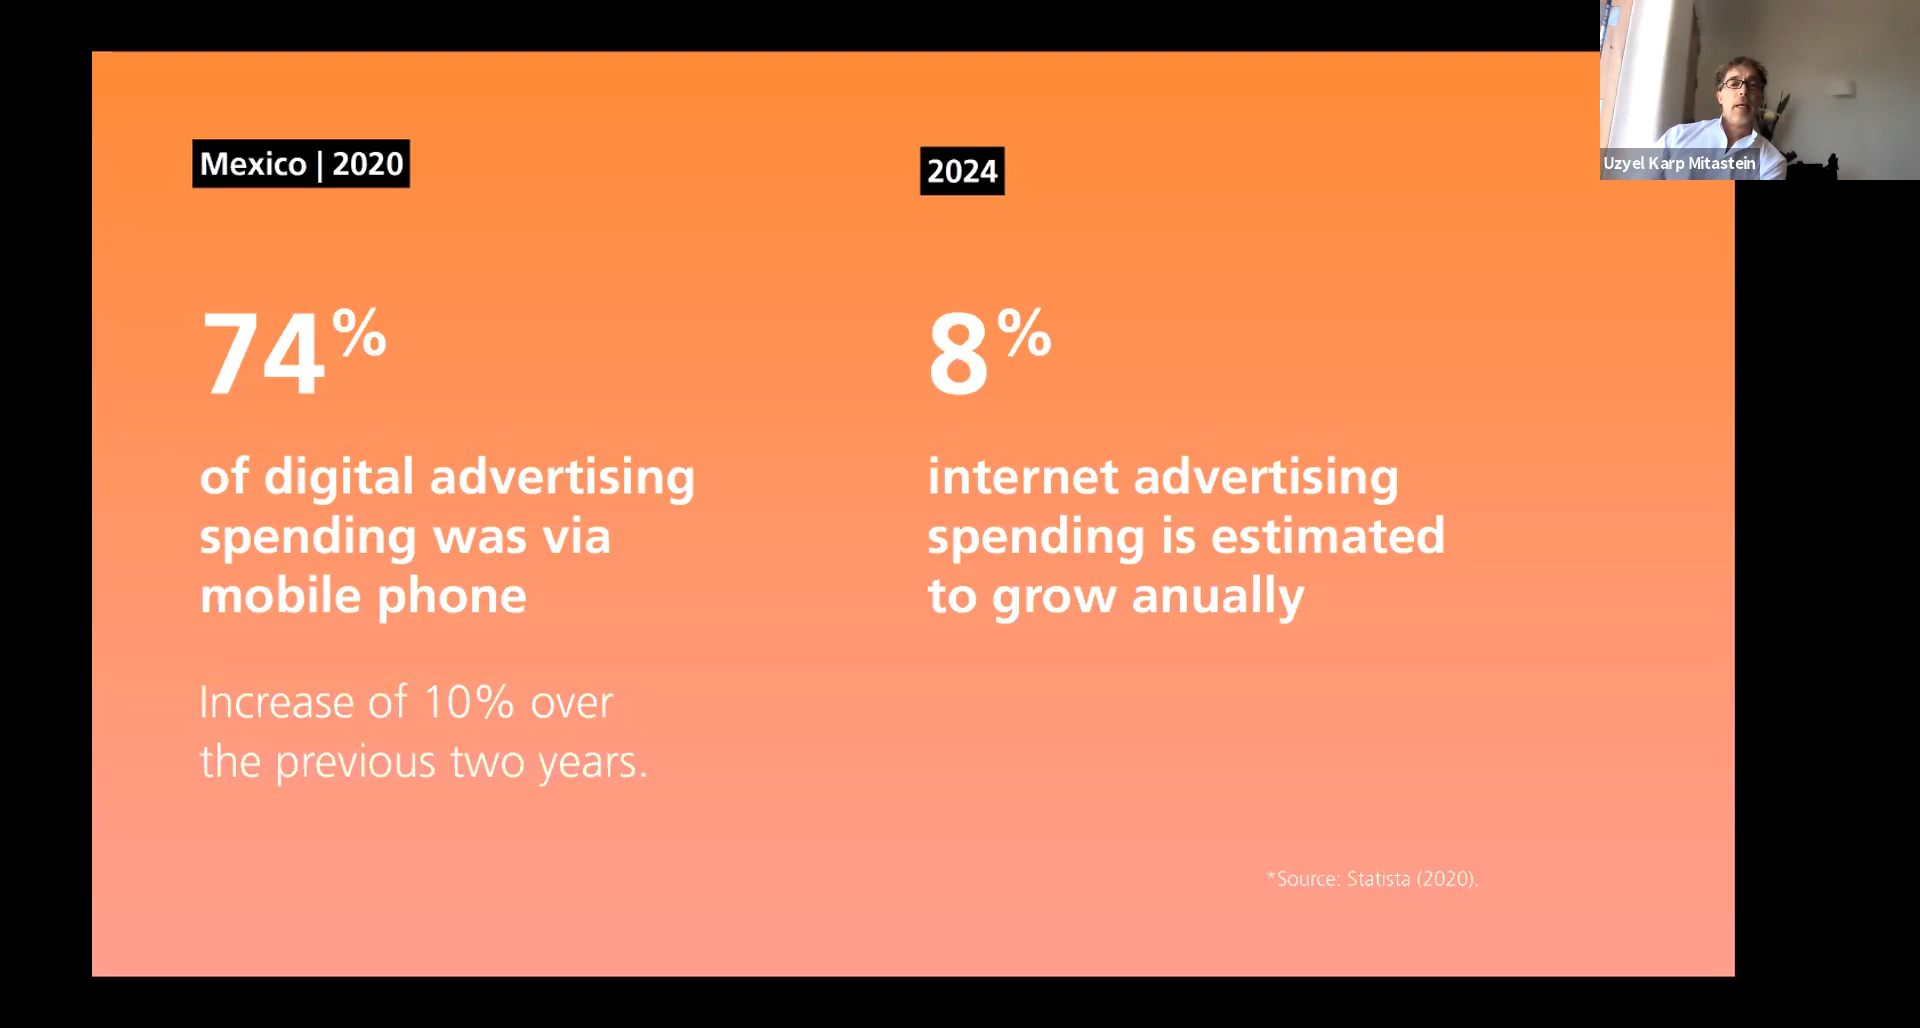 Mexico | 2020
74%
of digital advertising
spending was via
mobile phone
Increase of 10% over
the previous two years.
2024
8%
internet advertising
spending is estimated
to grow anually
*Source: Statista (2020).
Uzyel Karp Mitastein